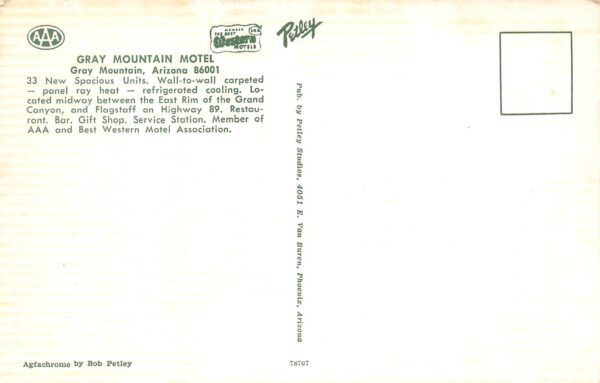 AAA
MEMBER
THE BEST
Western
MOTELS
Petley
GRAY MOUNTAIN MOTEL
Gray Mountain, Arizona 86001
33 New Spacious Units. Wall-to-wall carpeted
— panel ray heat — refrigerated cooling. Lo-
cated midway between the East Rim of the Grand
Canyon, and Flagstaff on Highway 89. Restau-
rant. Bar. Gift Shop. Service Station. Member of
AAA and Best Western Motel Association.
Pub. by Petley Studios, 4051 E. Van Buren, Phoenix, Arizona
Agfachrome by Bob Petley
78707